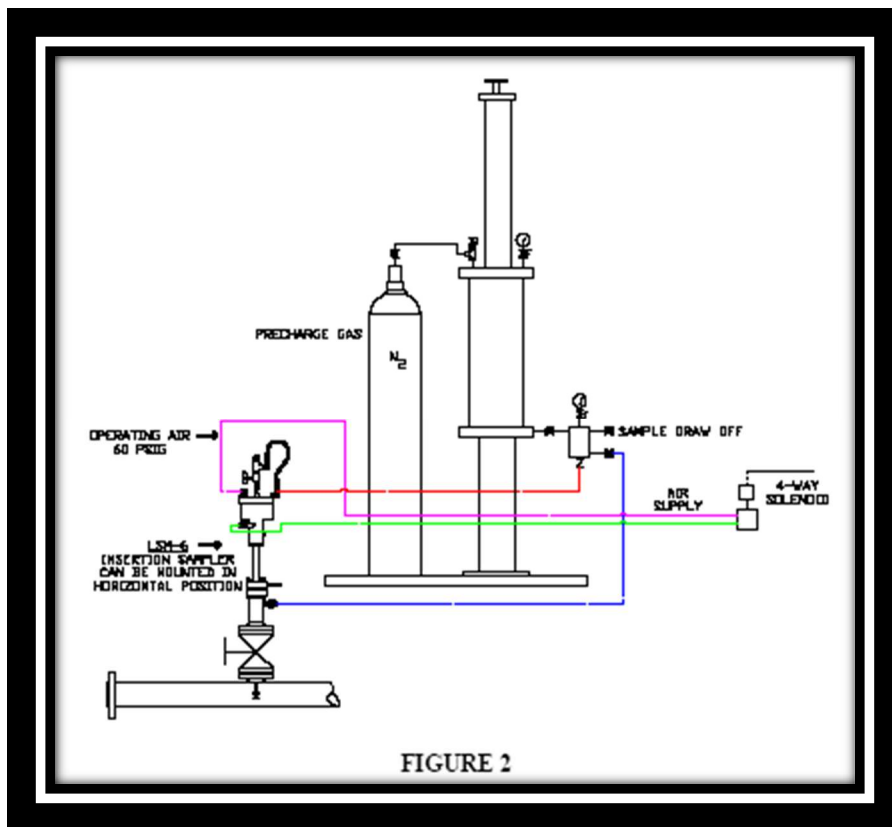 PRECHARGE GAS
N2
OPERATING AIR
60 PSIG
SAMPLE DRAW OFF
AIR
SUPPLY
4-WAY
SOLENOID
LSM-6
INSERTION SAMPLER
CAN BE MOUNTED IN
HORIZONTAL POSITION
FIGURE 2